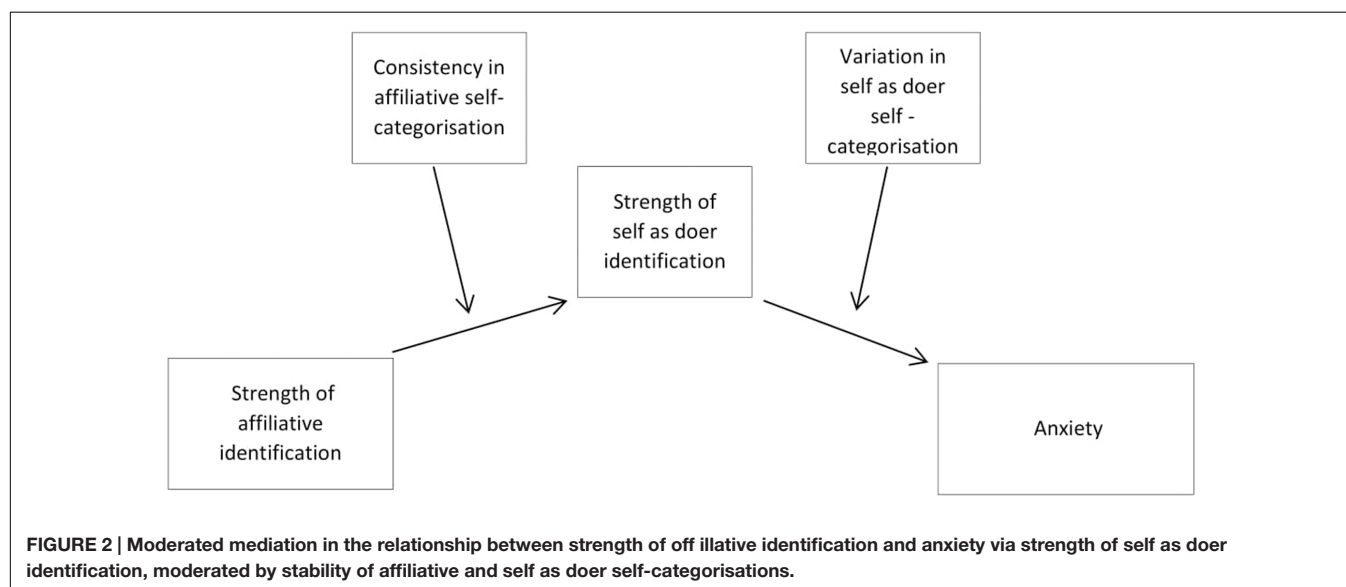 Consistency in
affiliative self-
categorisation
Variation in
self as doer
self -
categorisation
Strength of
self as doer
identification
Strength of
affiliative
identification
Anxiety
FIGURE 2 | Moderated mediation in the relationship between strength of off illative identification and anxiety via strength of self as doer
identification, moderated by stability of affiliative and self as doer self-categorisations.